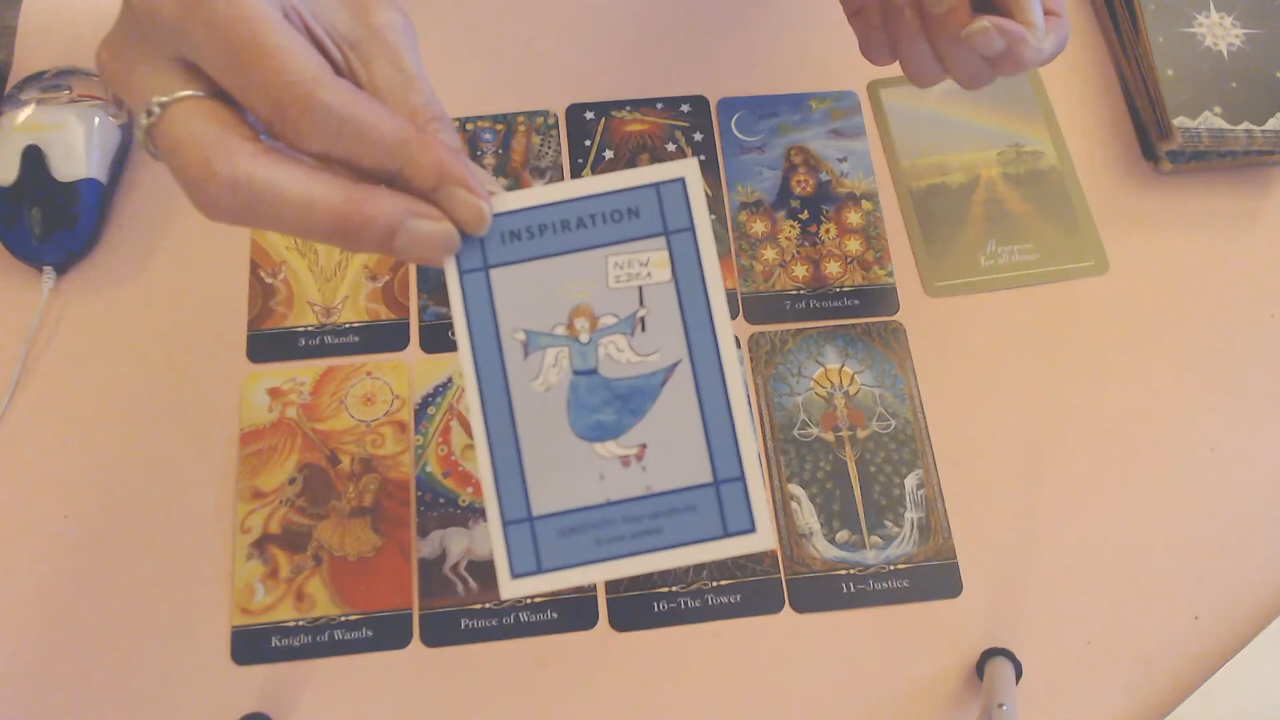 INSPIRATION
NEW
IDEA
7 of Pentacles
A purpose
for all things
3 of Wands
Knight of Wands
Prince of Wands
16~The Tower
11~Justice